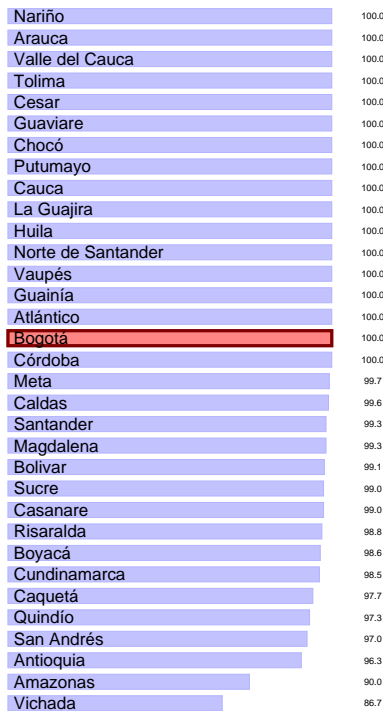 Nariño 100.0
Arauca 100.0
Valle del Cauca 100.0
Tolima 100.0
Cesar 100.0
Guaviare 100.0
Chocó 100.0
Putumayo 100.0
Cauca 100.0
La Guajira 100.0
Huila 100.0
Norte de Santander 100.0
Vaupés 100.0
Guainía 100.0
Atlántico 100.0
Bogotá 100.0
Córdoba 100.0
Meta 99.7
Caldas 99.6
Santander 99.3
Magdalena 99.3
Bolivar 99.1
Sucre 99.0
Casanare 99.0
Risaralda 98.8
Boyacá 98.6
Cundinamarca 98.5
Caquetá 97.7
Quindío 97.3
San Andrés 97.0
Antioquia 96.3
Amazonas 90.0
Vichada 86.7